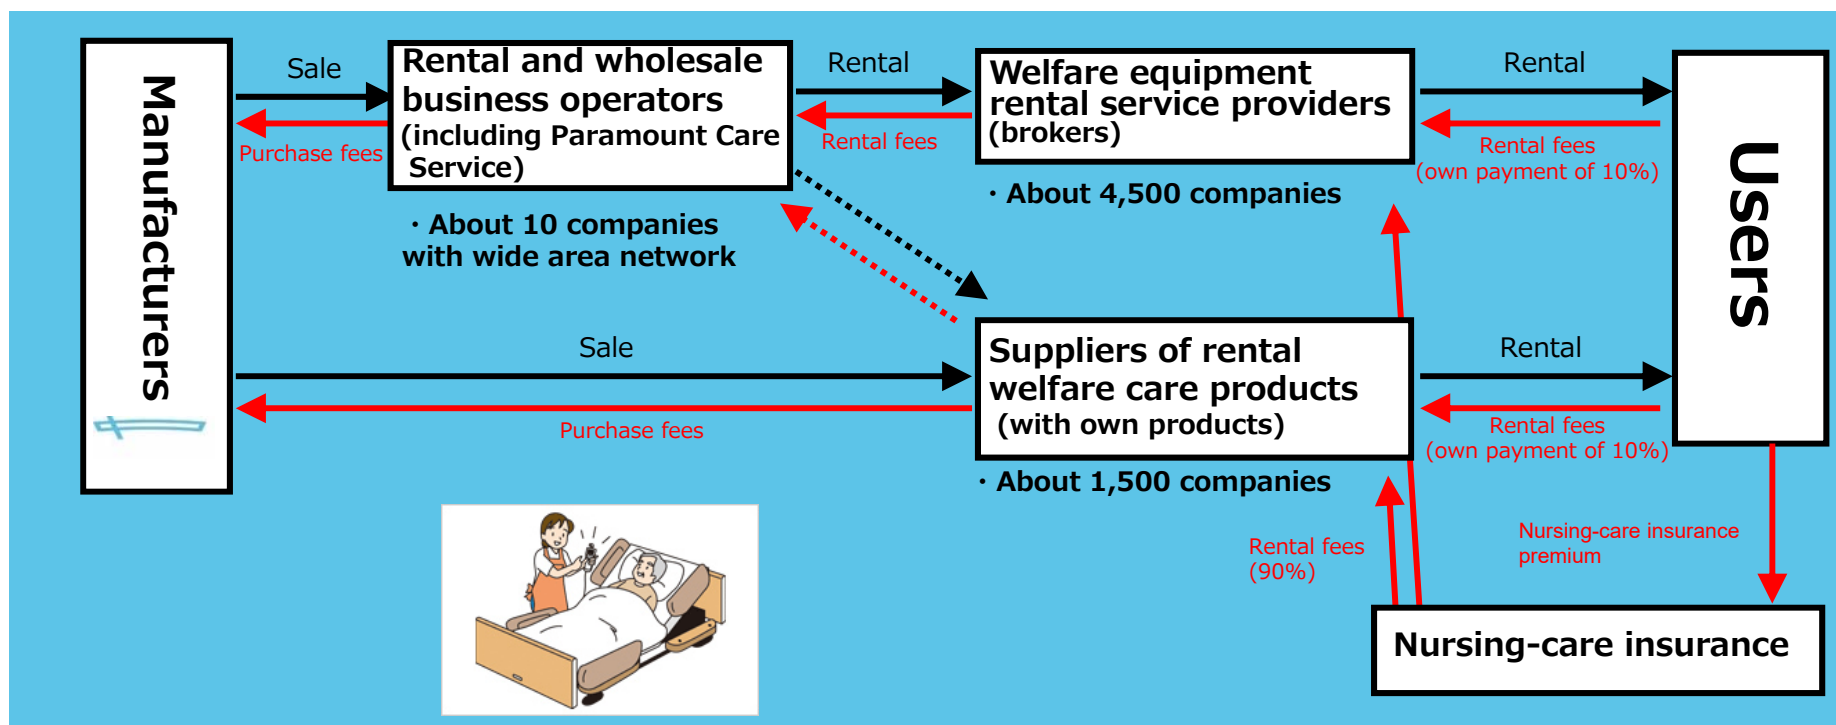 Manufacturers
Sale
Purchase fees
Rental and wholesale
business operators
(including Paramount Care
Service)
・About 10 companies
with wide area network
Rental
Rental fees
Welfare equipment
rental service providers
(brokers)
・About 4,500 companies
Rental
Rental fees
(own payment of 10%)
Users
Sale
Purchase fees
Suppliers of rental
welfare care products
(with own products)
・About 1,500 companies
Rental
Rental fees
(own payment of 10%)
Rental fees
(90%)
Nursing-care insurance
premium
Nursing-care insurance